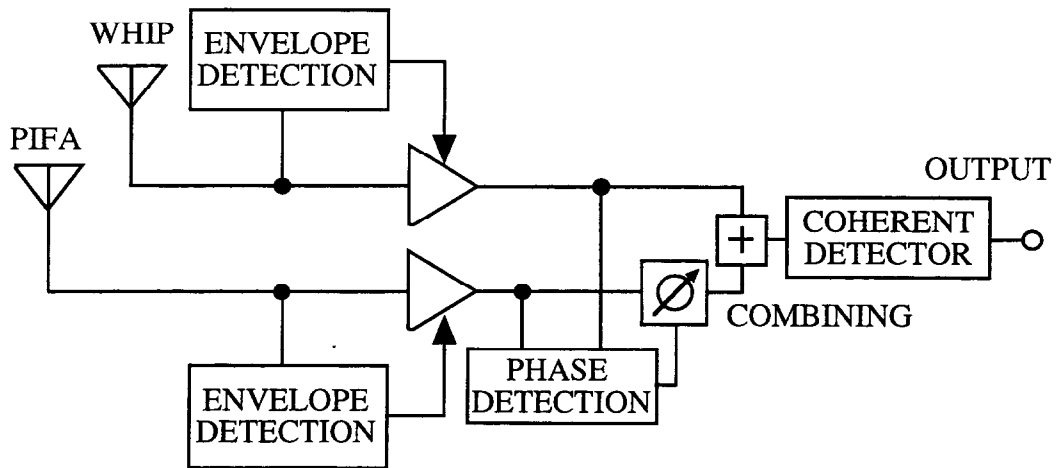 WHIP
ENVELOPE
DETECTION
PIFA
OUTPUT
COHERENT
DETECTOR
+
COMBINING
PHASE
DETECTION
ENVELOPE
DETECTION